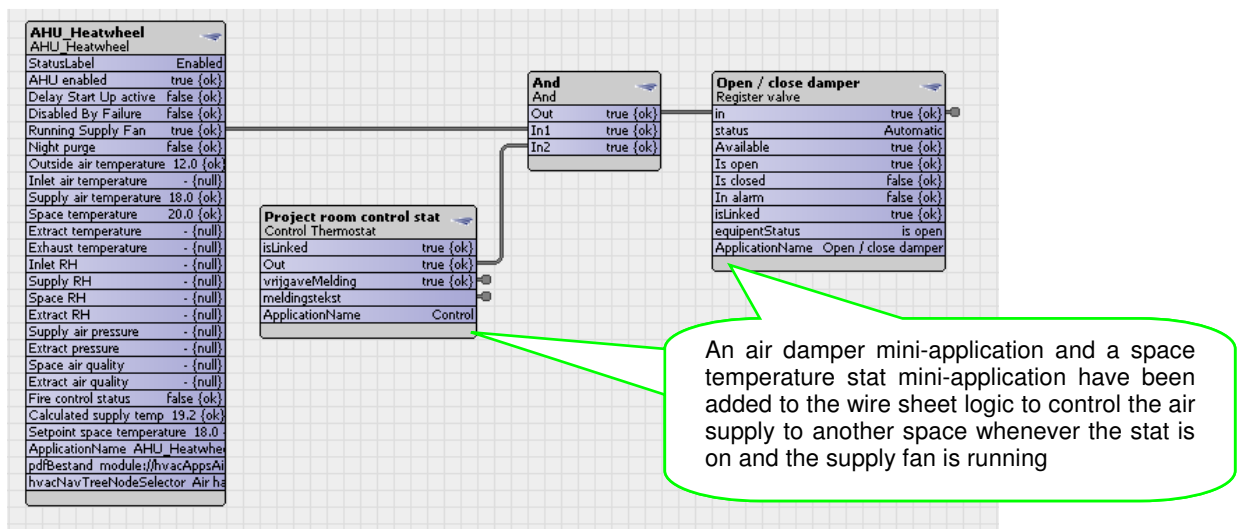 AHU_Heatwheel
AHU_Heatwheel
StatusLabel Enabled
AHU enabled true {ok}
Delay Start Up active false {ok}
Disabled By Failure false {ok}
Running Supply Fan true {ok}
Night purge false {ok}
Outside air temperature 12.0 {ok}
Inlet air temperature - {null}
Supply air temperature 18.0 {ok}
Space temperature 20.0 {ok}
Extract temperature - {null}
Exhaust temperature - {null}
Inlet RH - {null}
Supply RH - {null}
Space RH - {null}
Extract RH - {null}
Supply air pressure - {null}
Extract pressure - {null}
Space air quality - {null}
Extract air quality - {null}
Fire control status false {ok}
Calculated supply temp 19.2 {ok}
Setpoint space temperature 18.0
ApplicationName AHU_Heatwhee
pdfBestand module://hvacAppsAi
hvacNavTreeNodeSelector Air ha
Project room control stat
Control Thermostat
isLinked true {ok}
Out true {ok}
vrijgaveMelding true {ok}
meldingstekst
ApplicationName Control
And
And
Out true {ok}
In1 true {ok}
In2 true {ok}
Open / close damper
Register valve
in true {ok}
status Automatic
Available true {ok}
Is open true {ok}
Is closed false {ok}
In alarm false {ok}
isLinked true {ok}
equipentStatus is open
ApplicationName Open / close damper
An air damper mini-application and a space
temperature stat mini-application have been
added to the wire sheet logic to control the air
supply to another space whenever the stat is
on and the supply fan is running